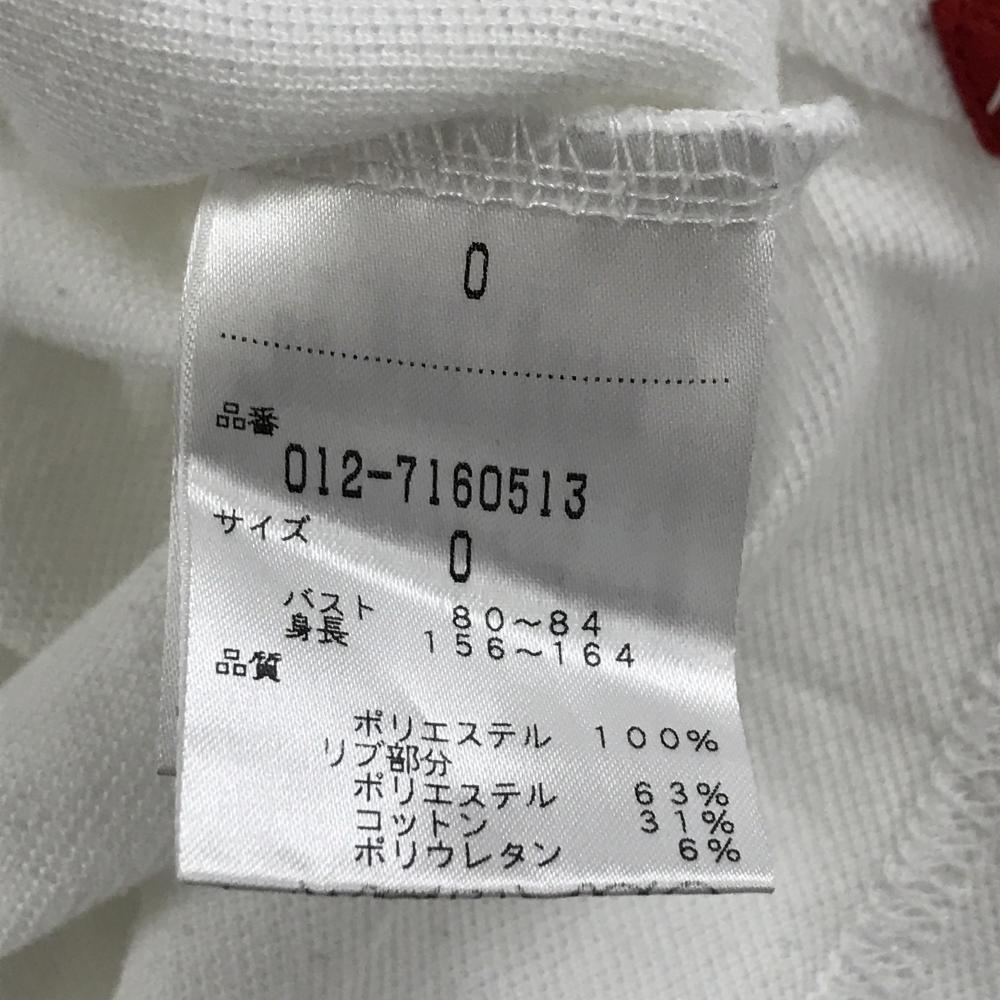 0
品番
012-7160513
サイズ
0
バスト 80~84
身長 156~164
品質
ポリエステル 100%
リブ部分
ポリエステル 63%
コットン 31%
ポリウレタン 6%